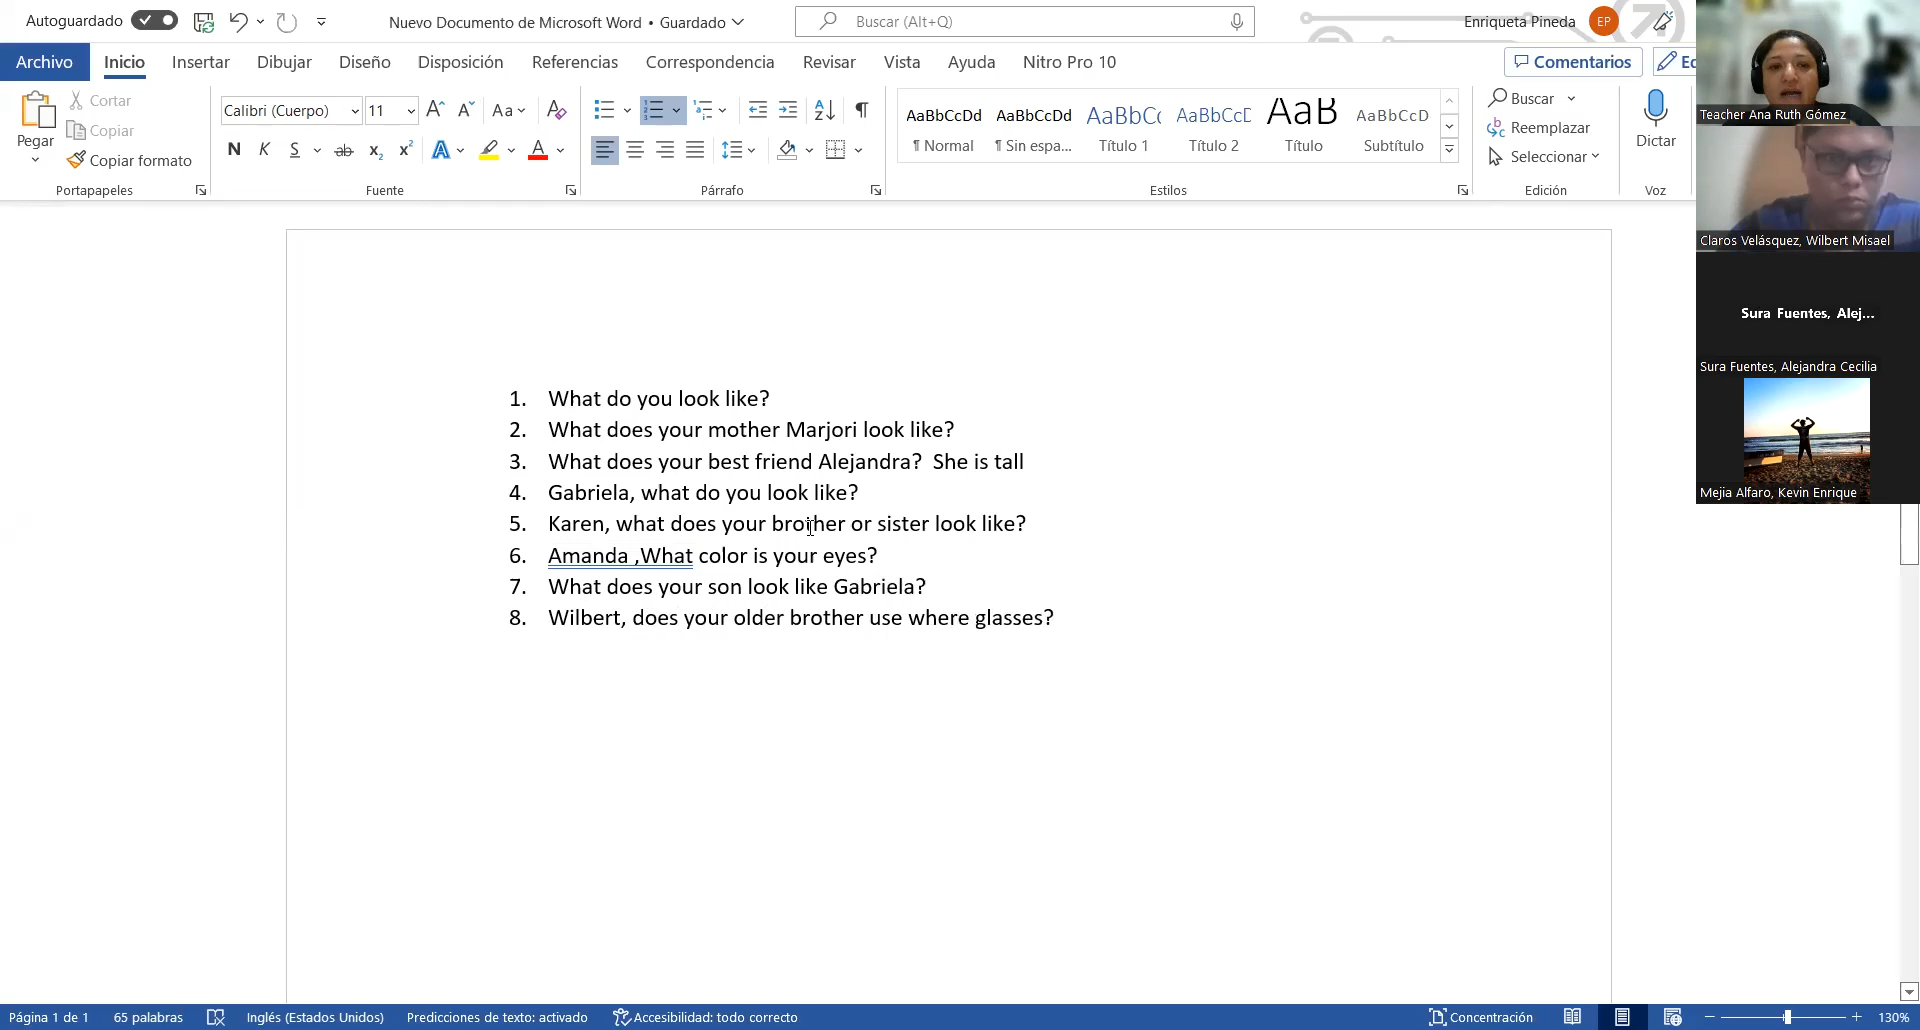 Autoguardado
Nuevo Documento de Microsoft Word • Guardado
Buscar (Alt+Q)
Enriqueta Pineda
EP
Archivo Inicio Insertar Dibujar Diseño Disposición Referencias Correspondencia Revisar Vista Ayuda Nitro Pro 10
Comentarios
Pegar
Cortar
Copiar
Copiar formato
Portapapeles
Calibri (Cuerpo) 11 Aa
N K S ab x₂ x² A A
Fuente
Párrafo
AaBbCcDd AaBbCcDd AaBbCc AaBbCcD AaB AaBbCcD
¶ Normal ¶ Sin espa... Título 1 Título 2 Título Subtítulo
Estilos
Buscar
Reemplazar
Seleccionar
Edición
Dictar
Voz
Teacher Ana Ruth Gómez
Claros Velásquez, Wilbert Misael
Sura Fuentes, Alej...
Sura Fuentes, Alejandra Cecilia
Mejia Alfaro, Kevin Enrique
1. What do you look like?
2. What does your mother Marjori look like?
3. What does your best friend Alejandra?  She is tall
4. Gabriela, what do you look like?
5. Karen, what does your brother or sister look like?
6. Amanda ,What color is your eyes?
7. What does your son look like Gabriela?
8. Wilbert, does your older brother use where glasses?
Página 1 de 1 65 palabras Inglés (Estados Unidos) Predicciones de texto: activado Accesibilidad: todo correcto
Concentración
130%